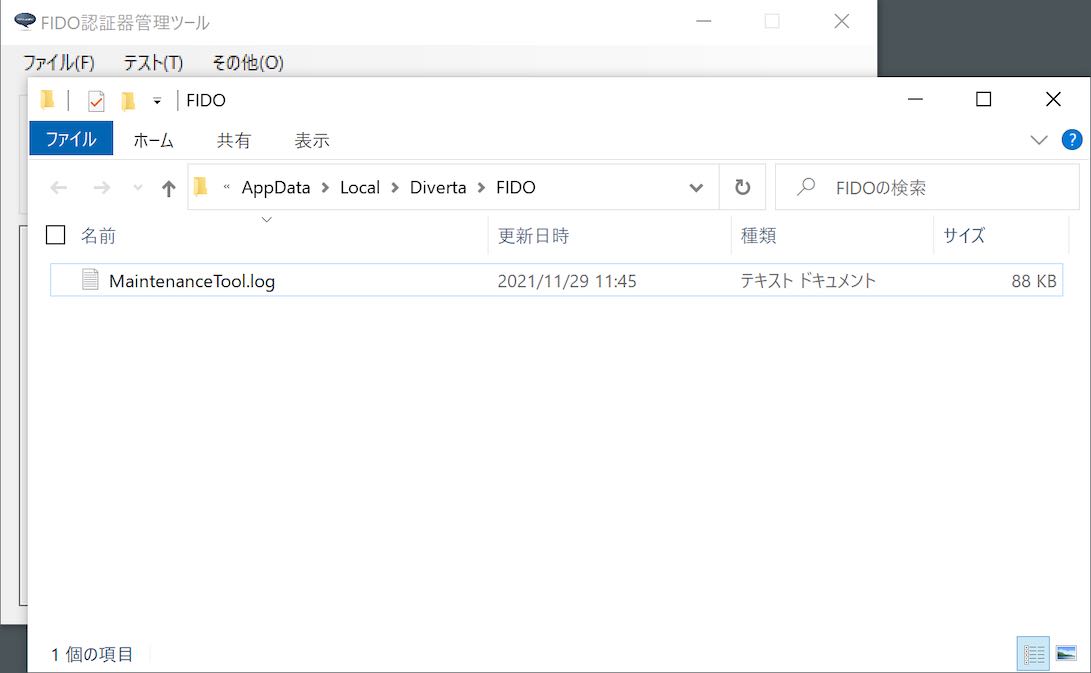 FIDO認証器管理ツール
ファイル(F) テスト(T) その他(O)
FIDO
ファイル ホーム 共有 表示
« AppData > Local > Diverta > FIDO FIDOの検索
名前 更新日時 種類 サイズ
MaintenanceTool.log 2021/11/29 11:45 テキスト ドキュメント 88 KB
1 個の項目